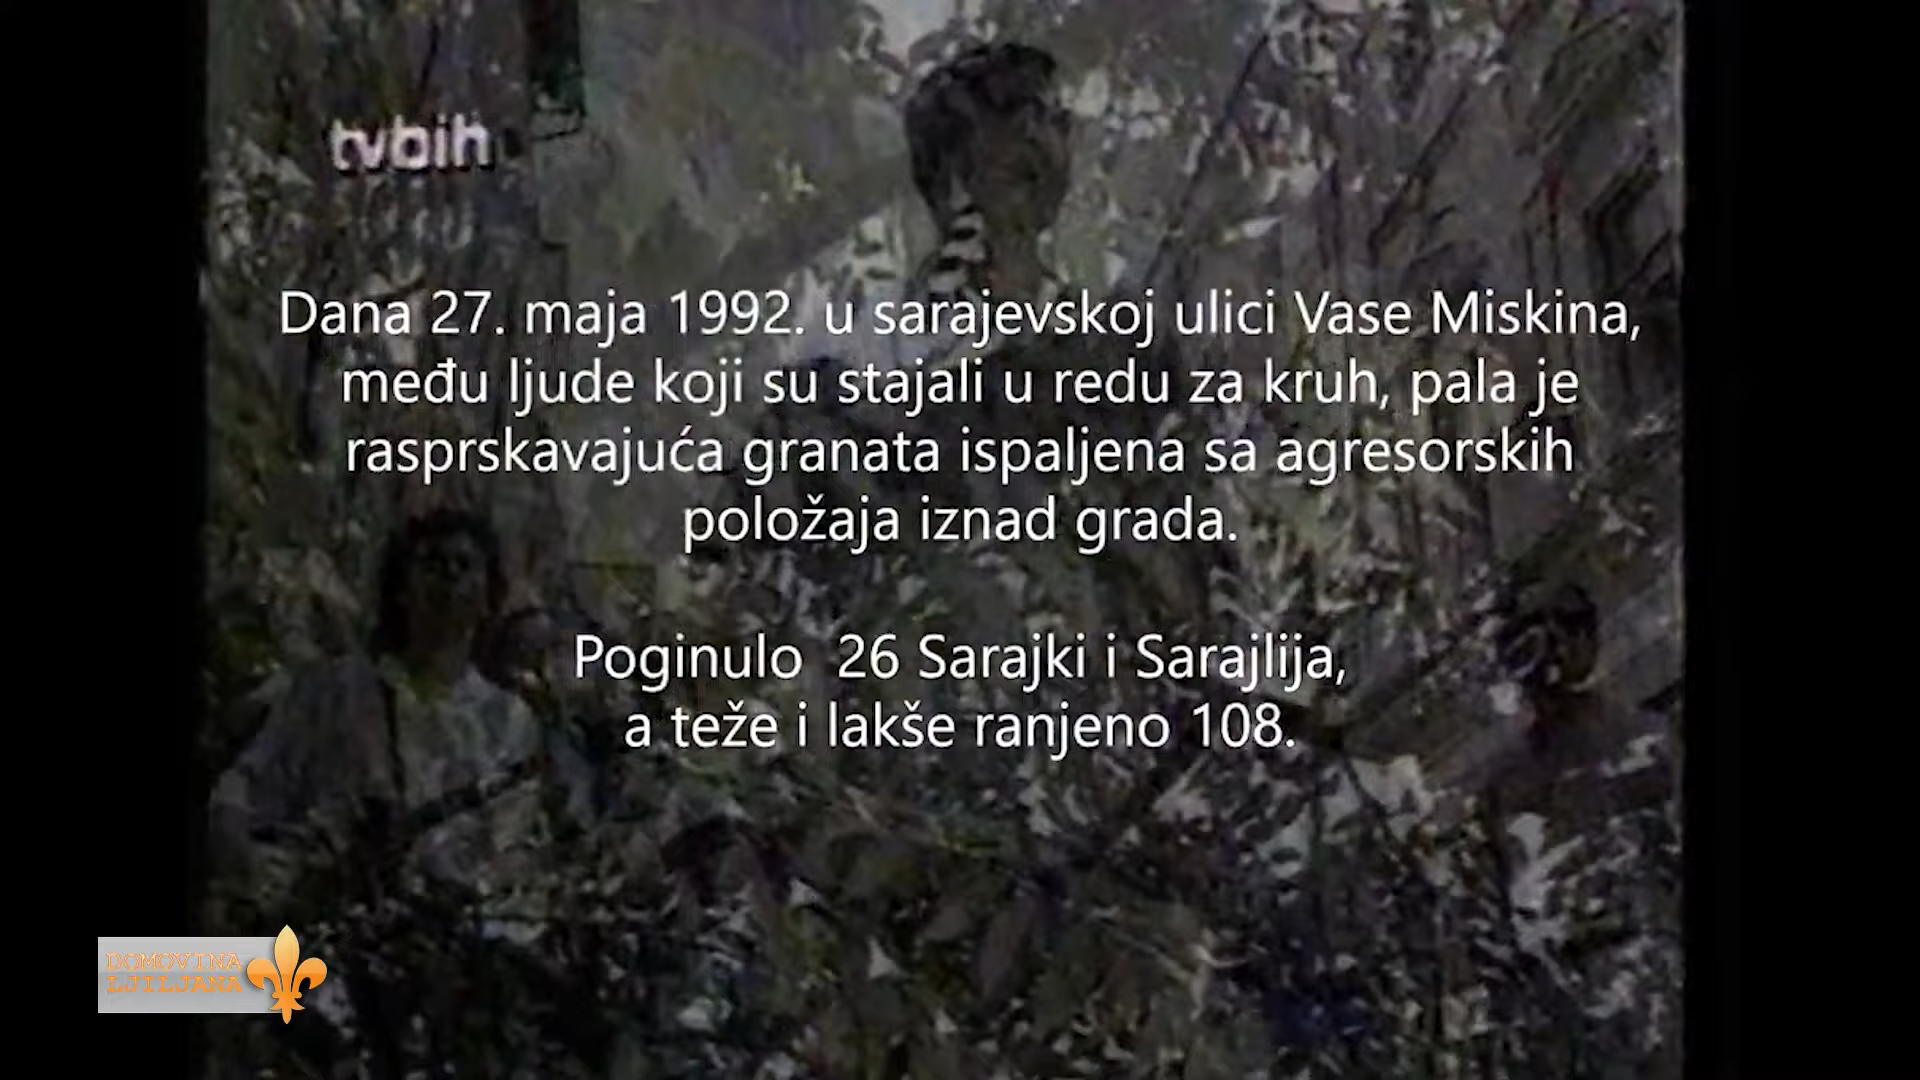 tvbih
Dana 27. maja 1992. u sarajevskoj ulici Vase Miskina,
među ljude koji su stajali u redu za kruh, pala je
rasprskavajuća granata ispaljena sa agresorskih
položaja iznad grada.
Poginulo  26 Sarajki i Sarajlija,
a teže i lakše ranjeno 108.
DOMOVINA
LJILJANA